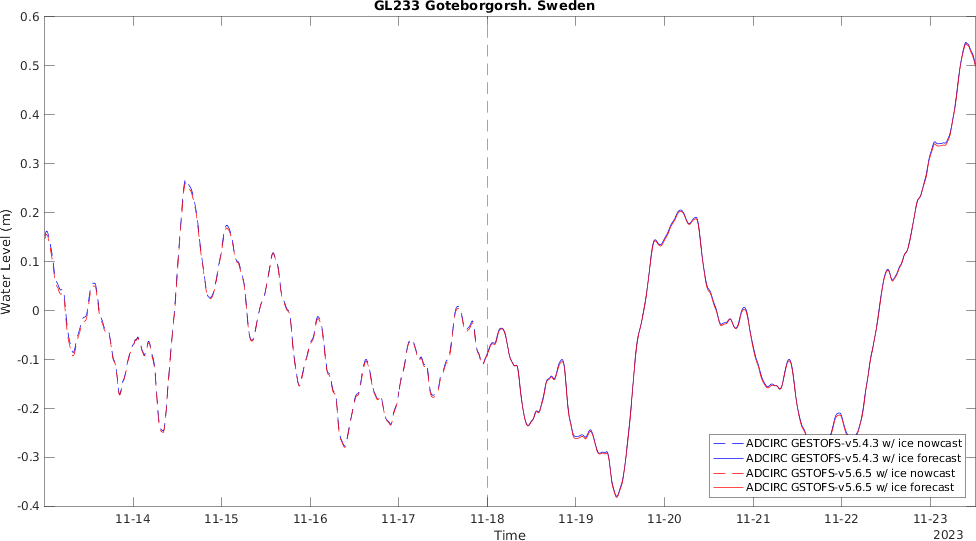 GL233 Goteborgorsh. Sweden
0.6
0.5
0.4
0.3
0.2
0.1
0
-0.1
-0.2
-0.3
-0.4
Water Level (m)
ADCIRC GESTOFS-v5.4.3 w/ ice nowcast
ADCIRC GESTOFS-v5.4.3 w/ ice forecast
ADCIRC GSTOFS-v5.6.5 w/ ice nowcast
ADCIRC GSTOFS-v5.6.5 w/ ice forecast
11-14 11-15 11-16 11-17 11-18 11-19 11-20 11-21 11-22 11-23
Time
2023